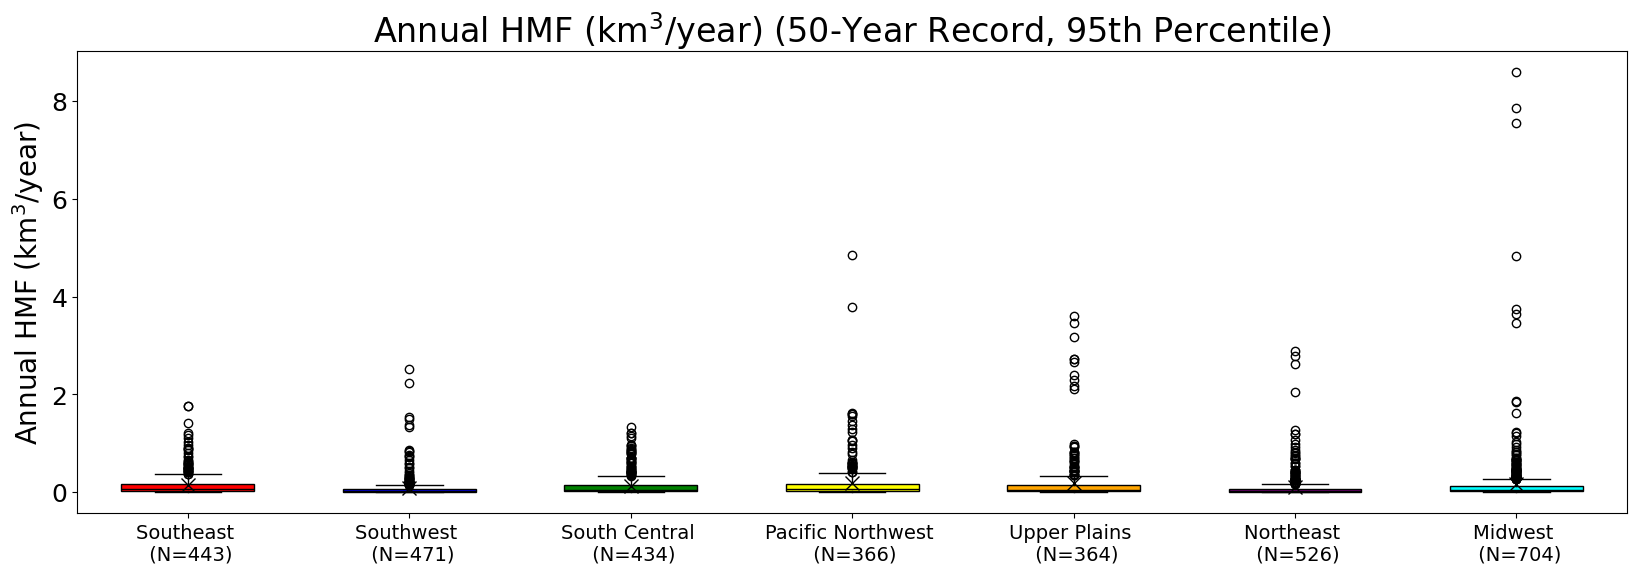 Annual HMF (km³/year) (50-Year Record, 95th Percentile)
Annual HMF (km³/year)
8
6
4
2
0
Southeast
(N=443)
Southwest
(N=471)
South Central
(N=434)
Pacific Northwest
(N=366)
Upper Plains
(N=364)
Northeast
(N=526)
Midwest
(N=704)